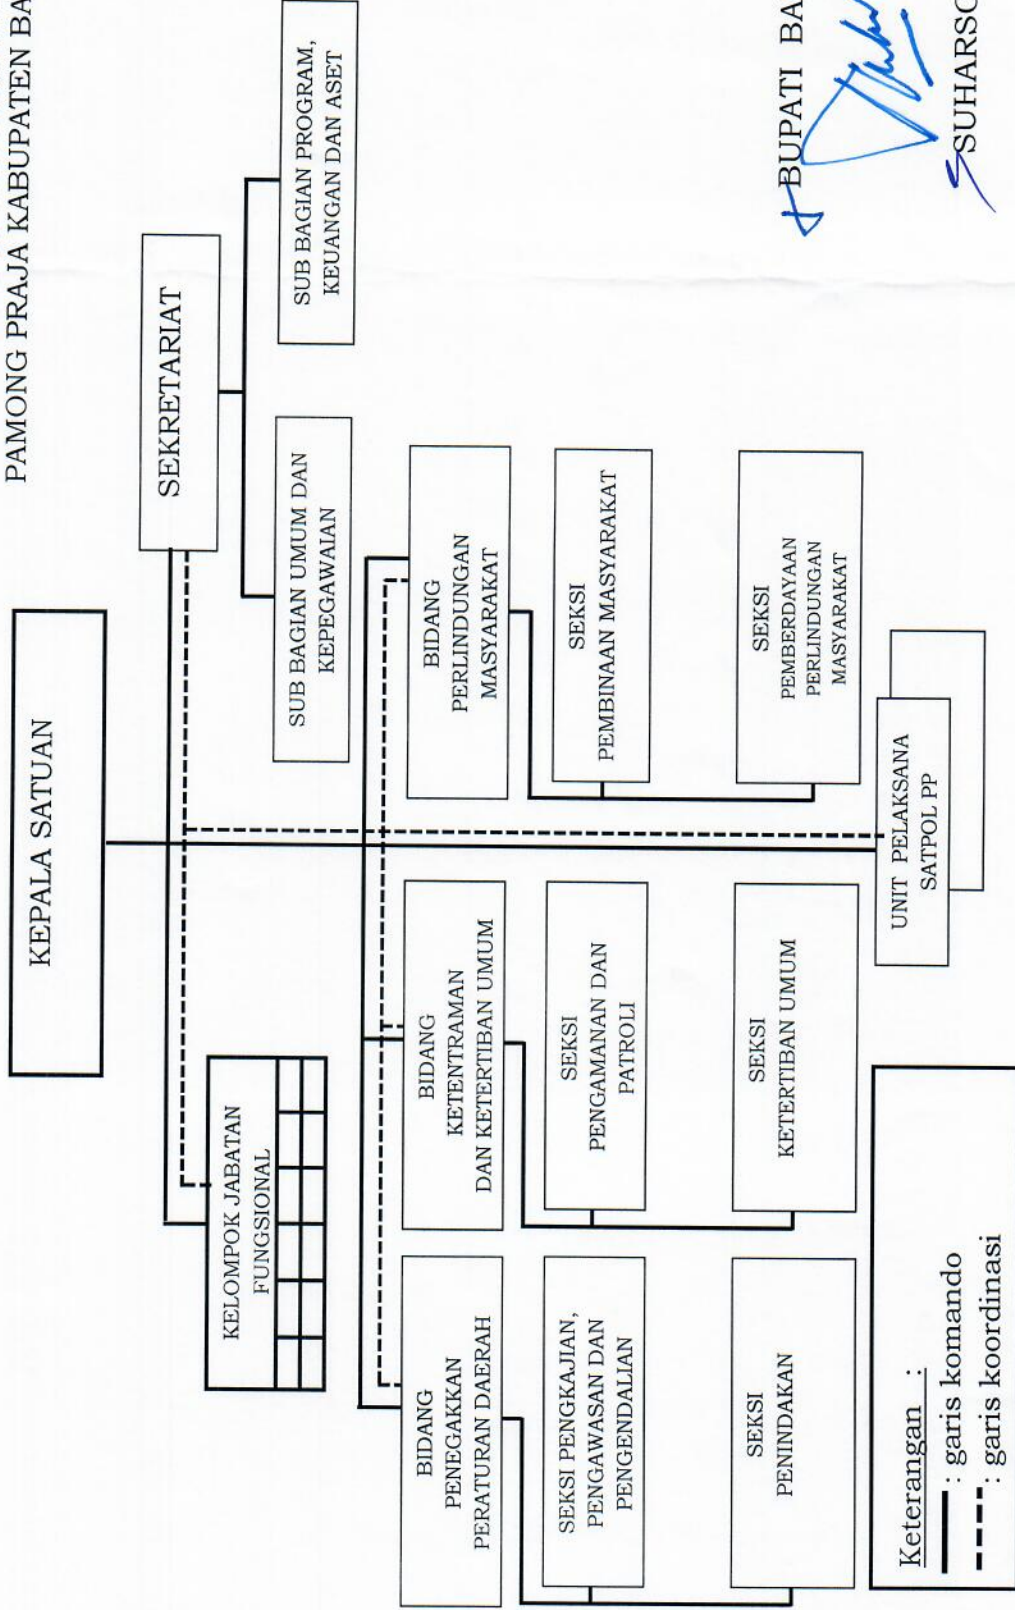 PAMONG PRAJA KABUPATEN BA
KEPALA SATUAN
SEKRETARIAT
KELOMPOK JABATAN
FUNGSIONAL
SUB BAGIAN UMUM DAN
KEPEGAWAIAN
SUB BAGIAN PROGRAM,
KEUANGAN DAN ASET
BIDANG
PENEGAKKAN
PERATURAN DAERAH
BIDANG
KETENTRAMAN
DAN KETERTIBAN UMUM
BIDANG
PERLINDUNGAN
MASYARAKAT
SEKSI PENGKAJIAN,
PENGAWASAN DAN
PENGENDALIAN
SEKSI
PENGAMANAN DAN
PATROLI
SEKSI
PEMBINAAN MASYARAKAT
SEKSI
PENINDAKAN
SEKSI
KETERTIBAN UMUM
SEKSI
PEMBERDAYAAN
PERLINDUNGAN
MASYARAKAT
UNIT PELAKSANA
SATPOL PP
Keterangan :
: garis komando
: garis koordinasi
BUPATI BA
SUHARSO